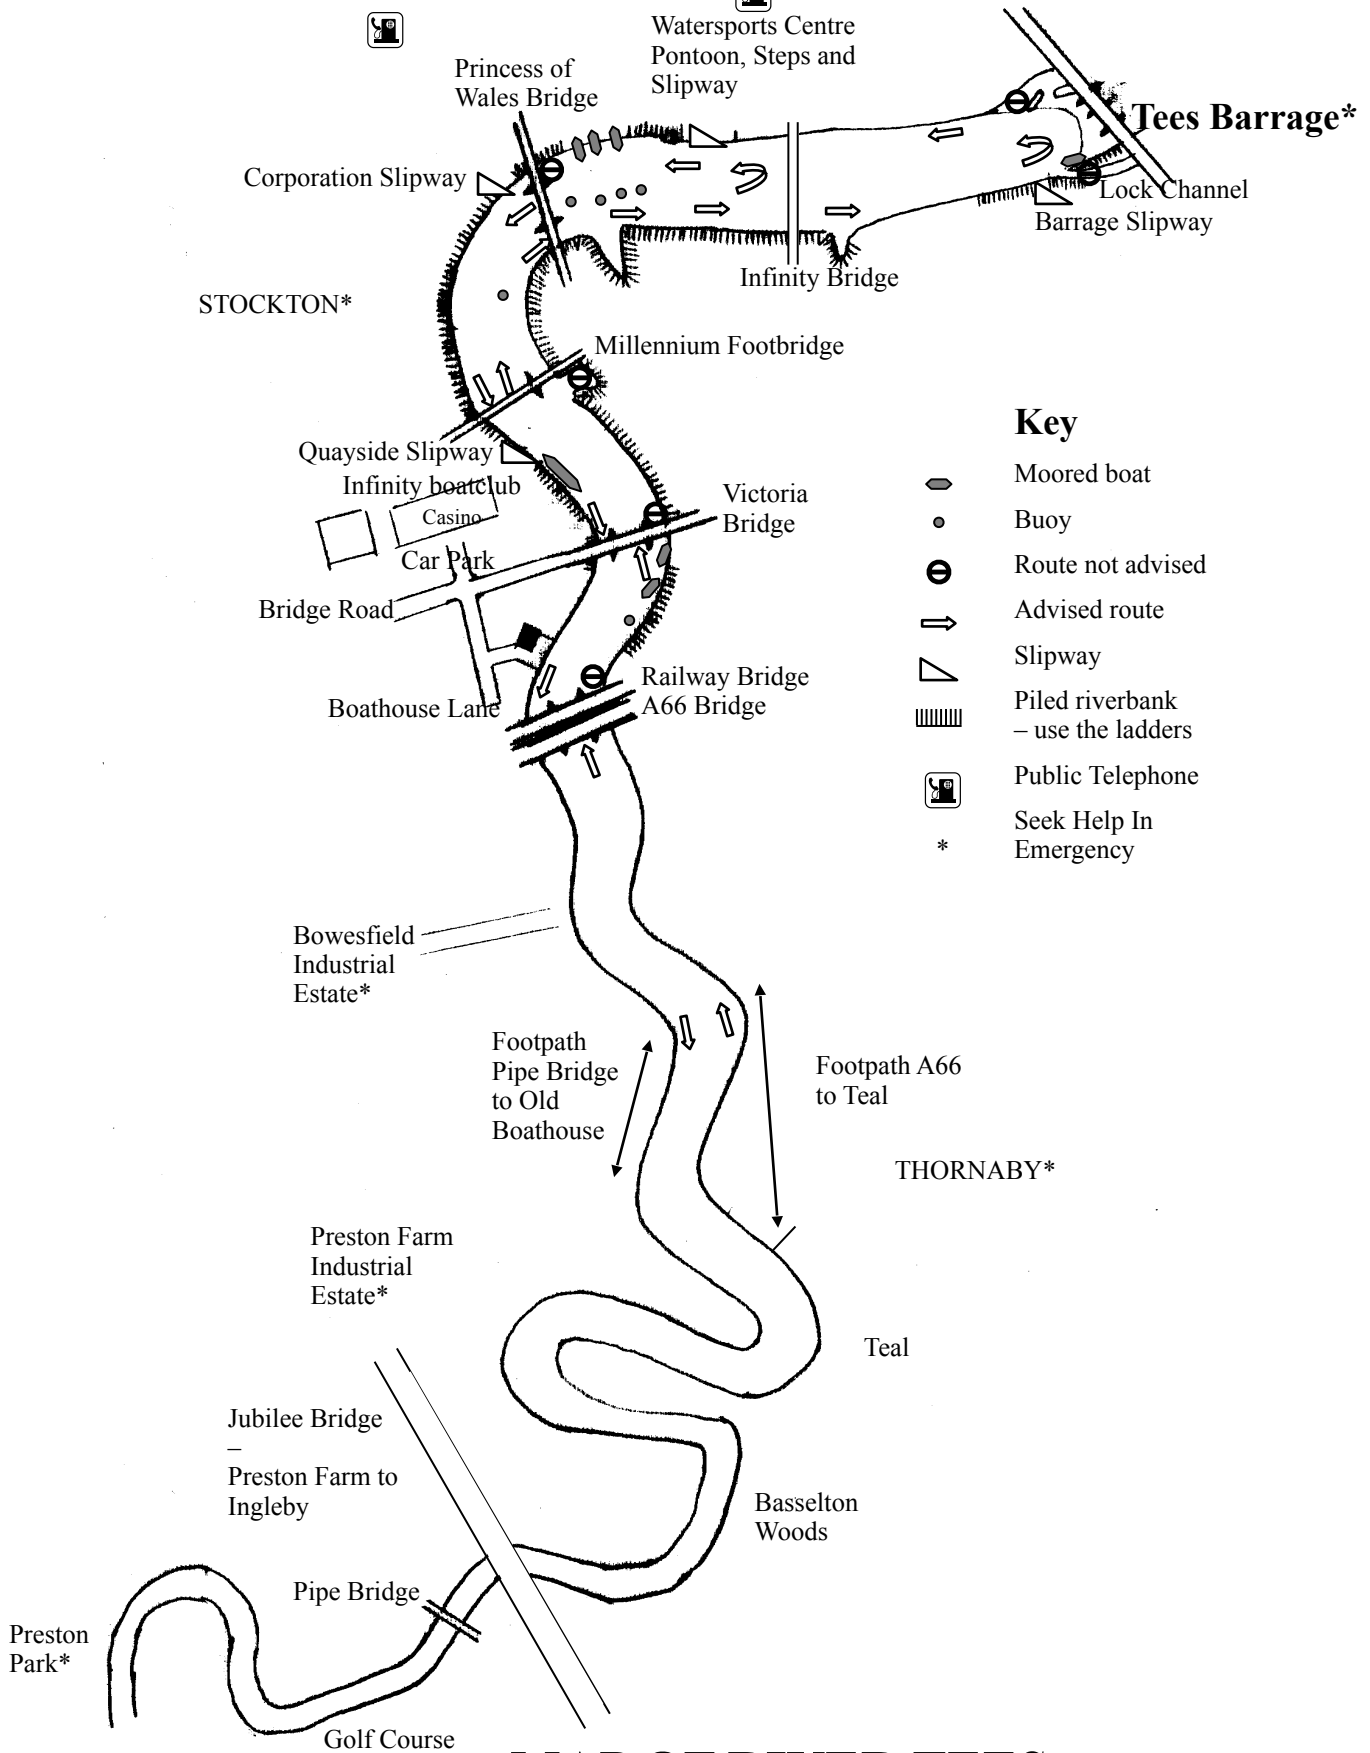 Watersports Centre
Pontoon, Steps and
Slipway
Princess of
Wales Bridge
Tees Barrage*
Corporation Slipway
Lock Channel
Barrage Slipway
Infinity Bridge
STOCKTON*
Millennium Footbridge
Quayside Slipway
Infinity boatclub
Casino
Car Park
Victoria
Bridge
Bridge Road
Boathouse Lane
Railway Bridge
A66 Bridge
Key
Moored boat
Buoy
Route not advised
Advised route
Slipway
Piled riverbank
– use the ladders
Public Telephone
* Seek Help In
Emergency
Bowesfield
Industrial
Estate*
Footpath
Pipe Bridge
to Old
Boathouse
Footpath A66
to Teal
THORNABY*
Preston Farm
Industrial
Estate*
Teal
Jubilee Bridge
–
Preston Farm to
Ingleby
Basselton
Woods
Pipe Bridge
Preston
Park*
Golf Course